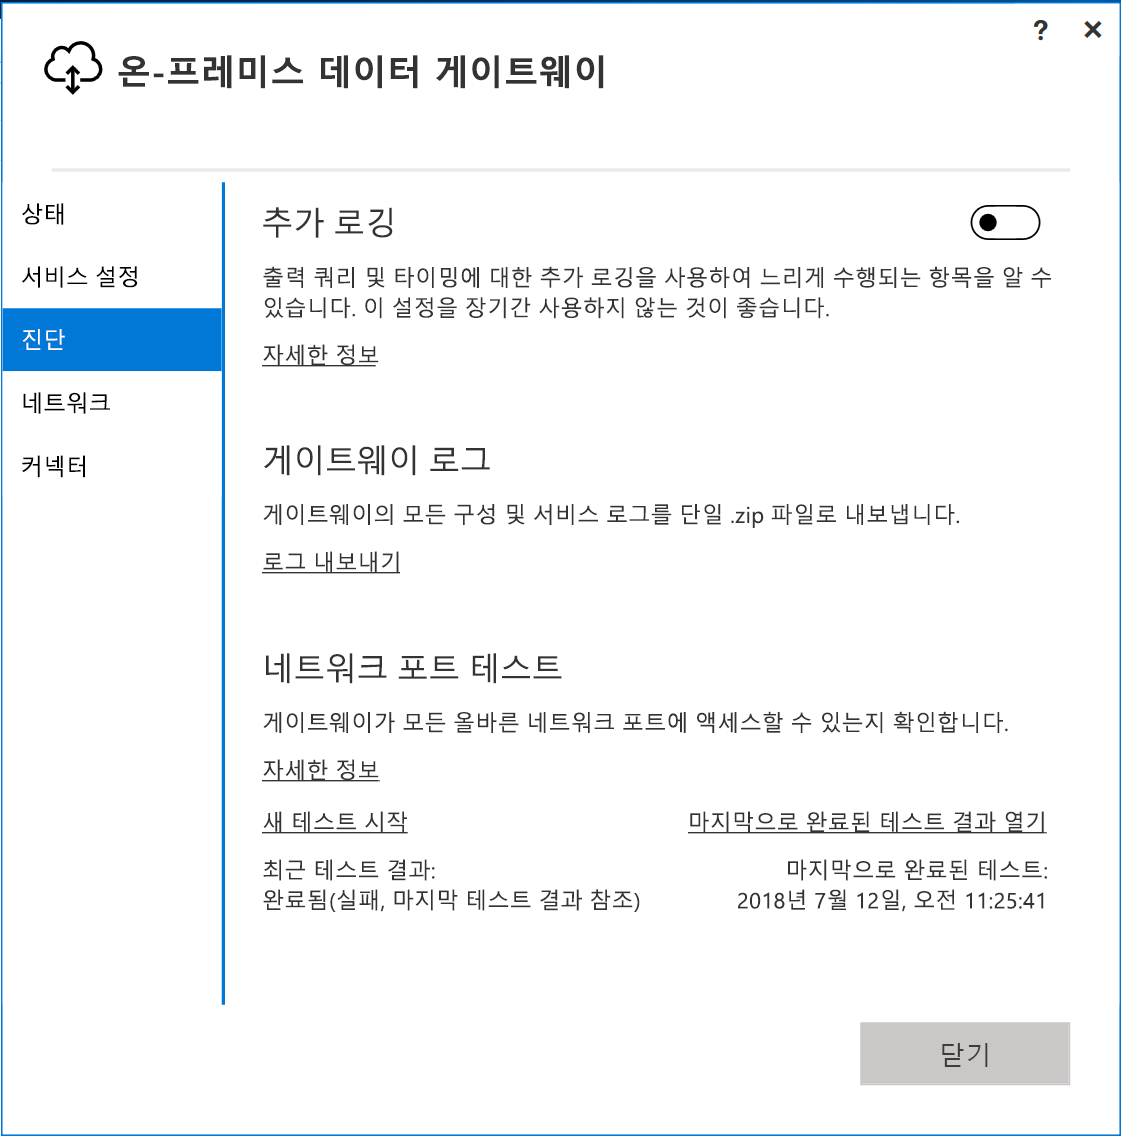 ?
온-프레미스 데이터 게이트웨이
상태
서비스 설정
진단
네트워크
커넥터
추가 로깅
출력 쿼리 및 타이밍에 대한 추가 로깅을 사용하여 느리게 수행되는 항목을 알 수
있습니다. 이 설정을 장기간 사용하지 않는 것이 좋습니다.
자세한 정보
게이트웨이 로그
게이트웨이의 모든 구성 및 서비스 로그를 단일 .zip 파일로 내보냅니다.
로그 내보내기
네트워크 포트 테스트
게이트웨이가 모든 올바른 네트워크 포트에 액세스할 수 있는지 확인합니다.
자세한 정보
새 테스트 시작
마지막으로 완료된 테스트 결과 열기
최근 테스트 결과:
완료됨(실패, 마지막 테스트 결과 참조)
마지막으로 완료된 테스트:
2018년 7월 12일, 오전 11:25:41
닫기